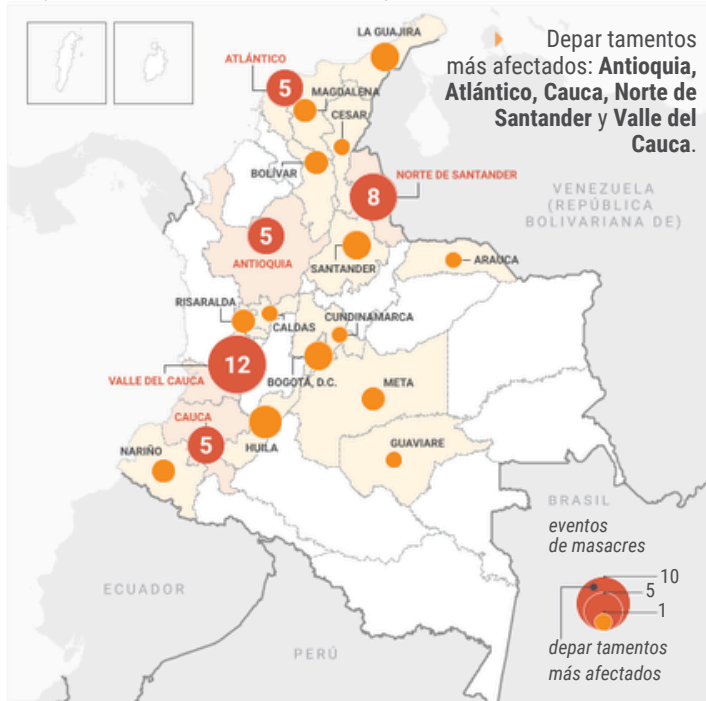 LA GUAJIRA
Depar tamentos
más afectados: Antioquia,
Atlántico, Cauca, Norte de
Santander y Valle del
Cauca.
ATLÁNTICO
5
MAGDALENA
CESAR
BOLÍVAR
NORTE DE SANTANDER
8
VENEZUELA
(REPÚBLICA
BOLIVARIANA DE)
5
ANTIOQUIA
SANTANDER
ARAUCA
RISARALDA
CALDAS
CUNDINAMARCA
12
VALLE DEL CAUCA
BOGOTÁ, D.C.
META
CAUCA
5
HUILA
NARIÑO
GUAVIARE
BRASIL
eventos
de masacres
10
5
1
depar tamentos
más afectados
ECUADOR
PERÚ